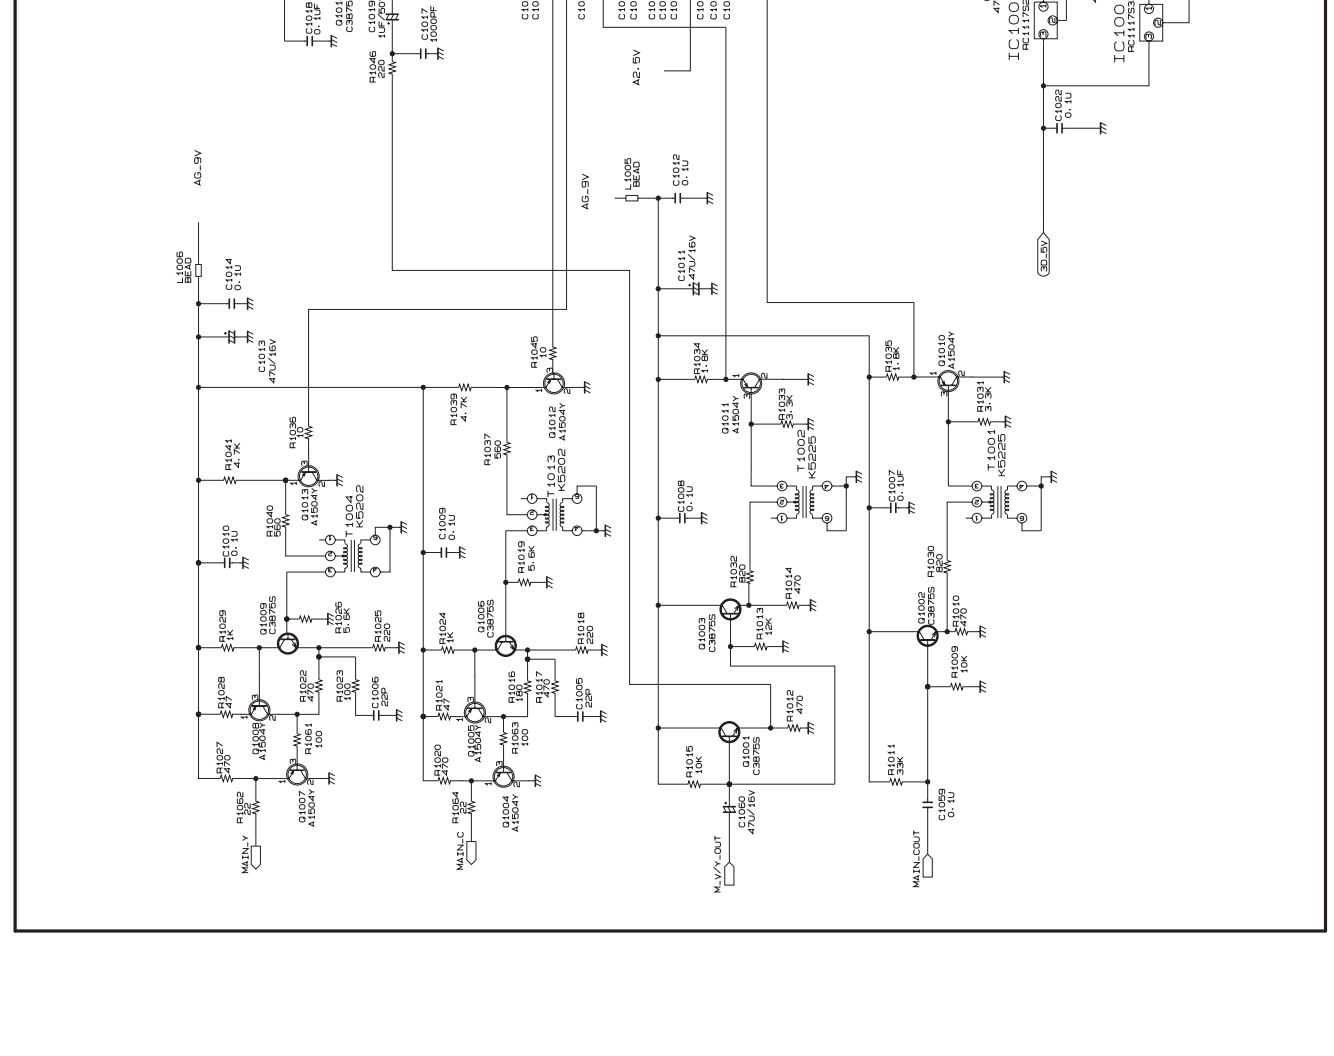 C1018
0.1UF
C3875
C1019
1UF/50
C1017
1000PF
R1046
220
A2.5V
AG_9V
L1006
BEAD
C1014
0.1U
C1013
47U/16V
R1041
4.7K
R1036
10
Q1013
A1504Y
R1040
560
T1004
K5202
C1010
0.1U
R1029
1K
Q1009
C3875S
R1026
5.6K
R1025
220
R1028
47
Q1008
A1504Y
R1022
470
R1023
100
C1006
22P
R1061
100
R1027
470
R1062
22
Q1007
A1504Y
MAIN_Y
R1045
10
R1039
4.7K
Q1012
A1504Y
R1037
560
T1013
K5202
C1009
0.1U
R1019
5.6K
R1024
1K
Q1006
C3875S
R1018
220
R1021
47
Q1005
A1504Y
R1016
180
R1017
470
C1005
22P
R1063
100
R1020
470
R1064
22
Q1004
A1504Y
MAIN_C
AG_9V
L1005
BEAD
C1012
0.1U
C1011
47U/16V
R1034
1.8K
Q1011
A1504Y
R1033
3.3K
T1002
K5225
C1008
0.1U
R1032
820
R1014
470
Q1003
C3875S
R1013
12K
R1012
470
Q1001
C3875S
R1015
10K
C1060
47U/16V
M_V/Y_OUT
R1035
1.8K
Q1010
A1504Y
R1031
3.3K
T1001
K5225
C1007
0.1UF
R1030
820
Q1002
C3875S
R1010
470
R1009
10K
R1011
33K
C1059
0.1U
MAIN_COUT
IC100
RC1117S2
IC100
RC1117S3
C1022
0.1U
3D_5V